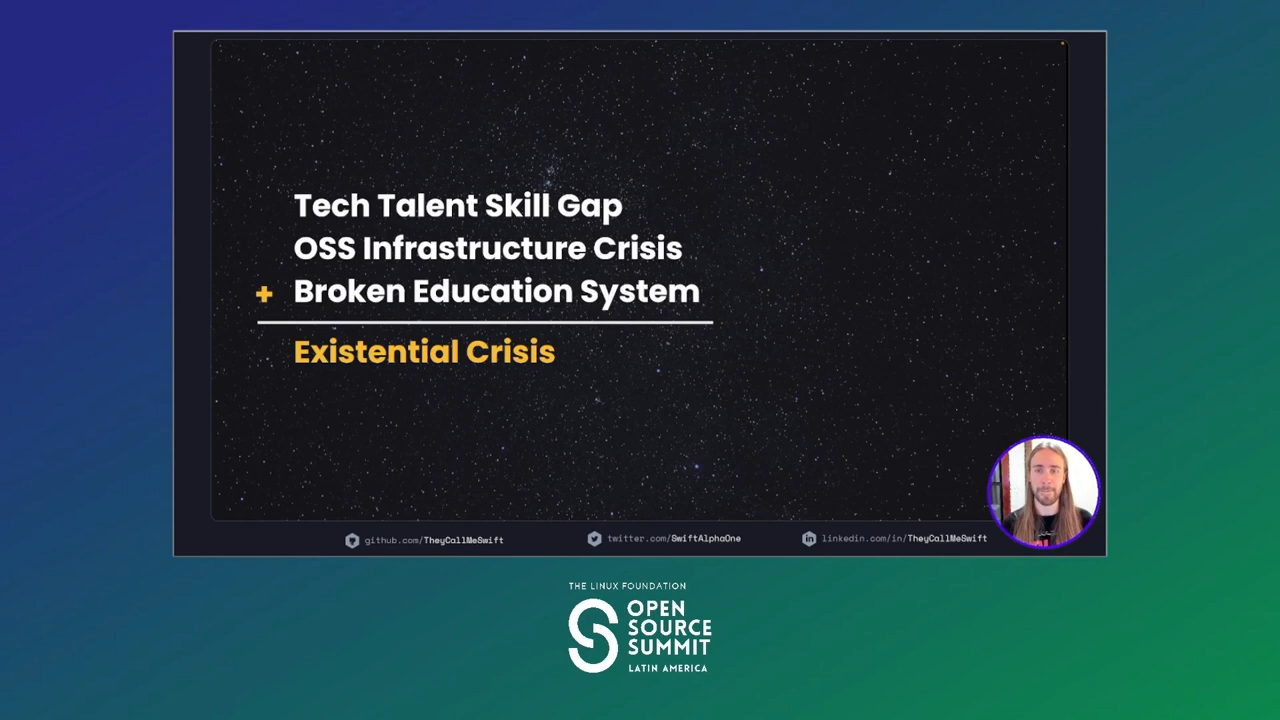 Tech Talent Skill Gap
OSS Infrastructure Crisis
+ Broken Education System
Existential Crisis
github.com/TheyCallMeSwift
twitter.com/SwiftAlphaOne
linkedin.com/in/TheyCallMeSwift
THE LINUX FOUNDATION
OPEN
SOURCE
SUMMIT
LATIN AMERICA